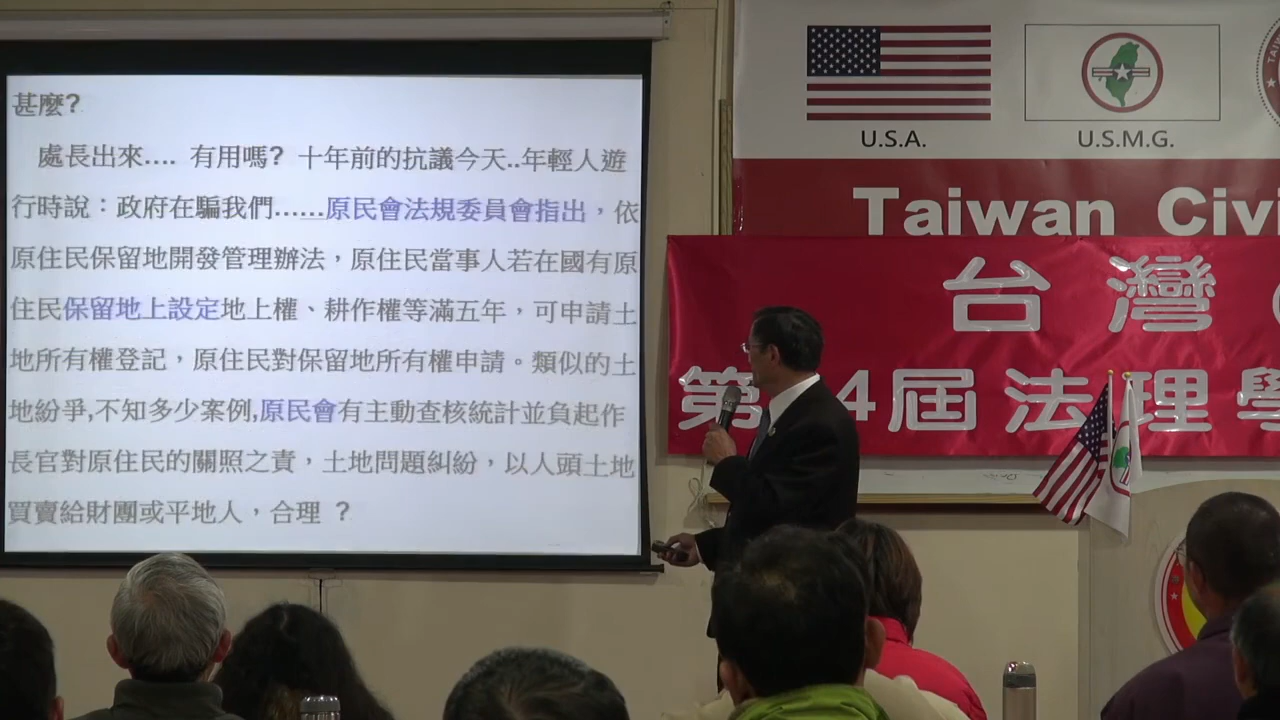 甚麼?
處長出來.... 有用嗎? 十年前的抗議今天..年輕人遊
行時說：政府在騙我們......原民會法規委員會指出，依
原住民保留地開發管理辦法，原住民當事人若在國有原
住民保留地上設定地上權、耕作權等滿五年，可申請土
地所有權登記，原住民對保留地所有權申請。類似的土
地紛爭,不知多少案例,原民會有主動查核統計並負起作
長官對原住民的關照之責，土地問題糾紛，以人頭土地
買賣給財團或平地人，合理 ？
U.S.A.
U.S.M.G.
Taiwan Civi
台灣
第 4屆法理學